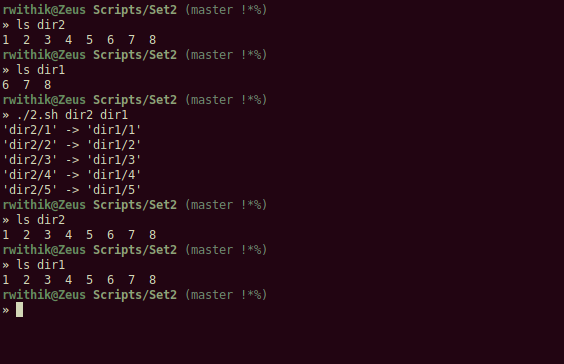 rwithik@Zeus Scripts/Set2 (master !*%)
» ls dir2
1  2  3  4  5  6  7  8
rwithik@Zeus Scripts/Set2 (master !*%)
» ls dir1
6  7  8
rwithik@Zeus Scripts/Set2 (master !*%)
» ./2.sh dir2 dir1
'dir2/1' -> 'dir1/1'
'dir2/2' -> 'dir1/2'
'dir2/3' -> 'dir1/3'
'dir2/4' -> 'dir1/4'
'dir2/5' -> 'dir1/5'
rwithik@Zeus Scripts/Set2 (master !*%)
» ls dir2
1  2  3  4  5  6  7  8
rwithik@Zeus Scripts/Set2 (master !*%)
» ls dir1
1  2  3  4  5  6  7  8
rwithik@Zeus Scripts/Set2 (master !*%)
»